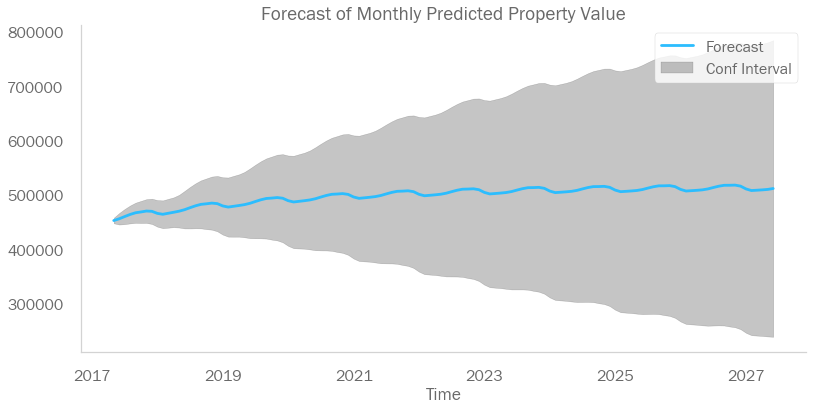 Forecast of Monthly Predicted Property Value
800000
700000
600000
500000
400000
300000
Forecast
Conf Interval
2017 2019 2021 2023 2025 2027
Time